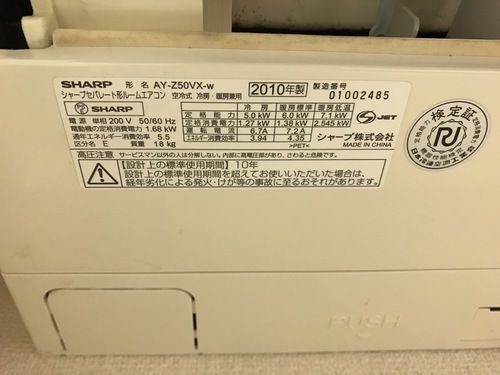 SHARP 形名 AY-Z50VX-w 2010年製 製造番号
シャープセパレート形ルームエアコン 空冷式 冷房・暖房兼用 01002485
SHARP
電源 単相 200 V 50/60 Hz
電動機の定格消費電力 1.68 kW
通年エネルギー消費効率 5.5
区分名 E 質量 18 kg
冷房 暖房標準 暖房低温
定格能力 5.0 kW 6.0 kW 7.1 kW
定格消費電力 1.27 kW 1.38 kW 2.545 kW
運転電流 6.7A 7.2 A
エネルギー消費効率 3.94 4.35 >PET<
S JET
シャープ株式会社
MADE IN CHINA
高圧注意 サービスマン以外の人は分解しない。内部に高電圧部があり、さわると危険です。
【設計上の標準使用期間】10年
設計上の標準使用期間を超えてお使いいただいた場合は、
経年劣化による発火・けが等の事故に至るおそれがあります。
検定証
PUSH